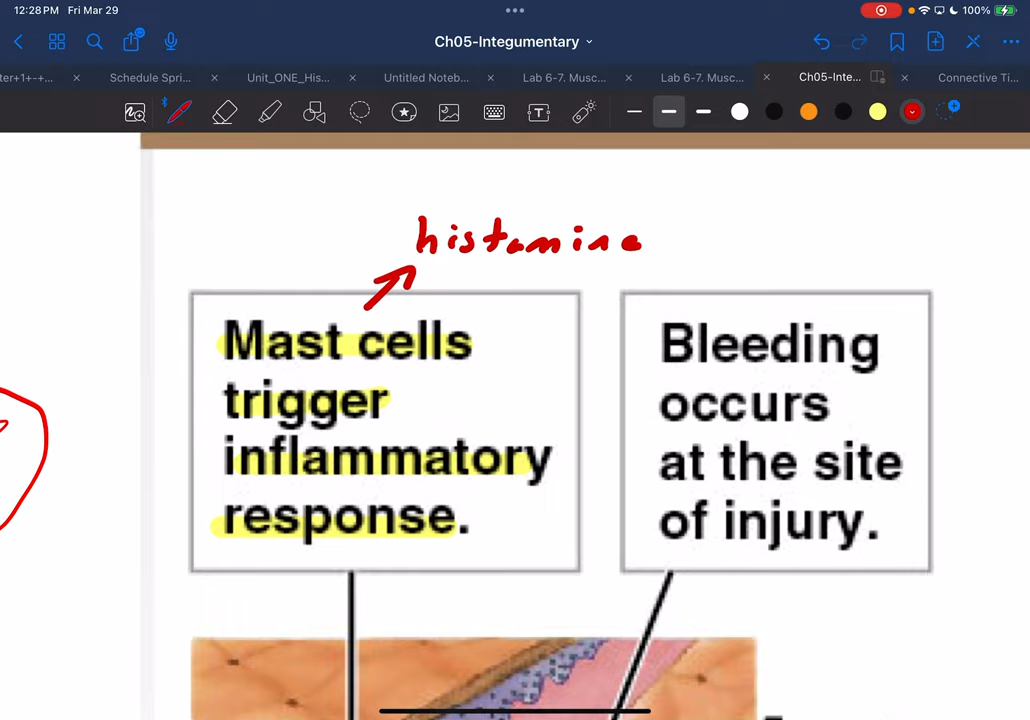 12:28 PM Fri Mar 29
100%
Ch05-Integumentary
ter+1+-+...
Schedule Spri...
Unit_ONE_His...
Untitled Noteb...
Lab 6-7. Musc...
Lab 6-7. Musc...
Ch05-Inte...
Connective Ti...
histamine
Mast cells
trigger
inflammatory
response.
Bleeding
occurs
at the site
of injury.